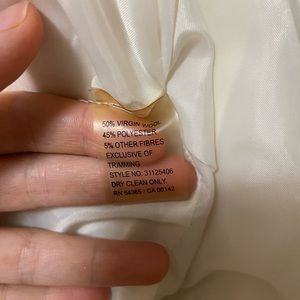 50% VIRGIN WOOL
45% POLYESTER
5% OTHER FIBRES
EXCLUSIVE OF
TRIMMING
STYLE NO: 31125406
DRY CLEAN ONLY.
RN 54365 / CA 00142